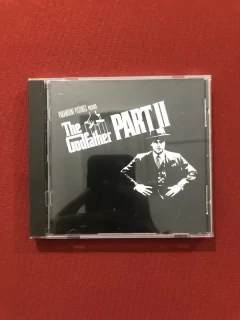 PARAMOUNT PICTURES PRESENTS
The
Godfather PART II